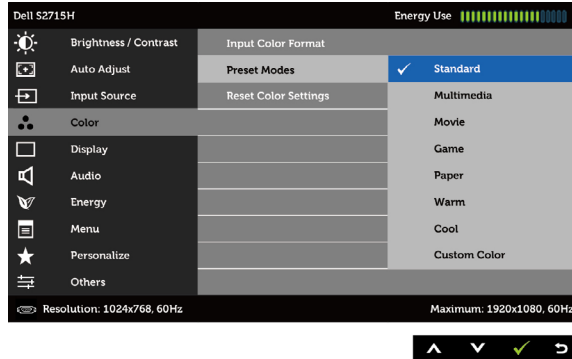 Dell S2715H Energy Use
Brightness / Contrast Input Color Format
Auto Adjust Preset Modes Standard
Input Source Reset Color Settings Multimedia
Color Movie
Display Game
Audio Paper
Energy Warm
Menu Cool
Personalize Custom Color
Others
Resolution: 1024x768, 60Hz Maximum: 1920x1080, 60Hz